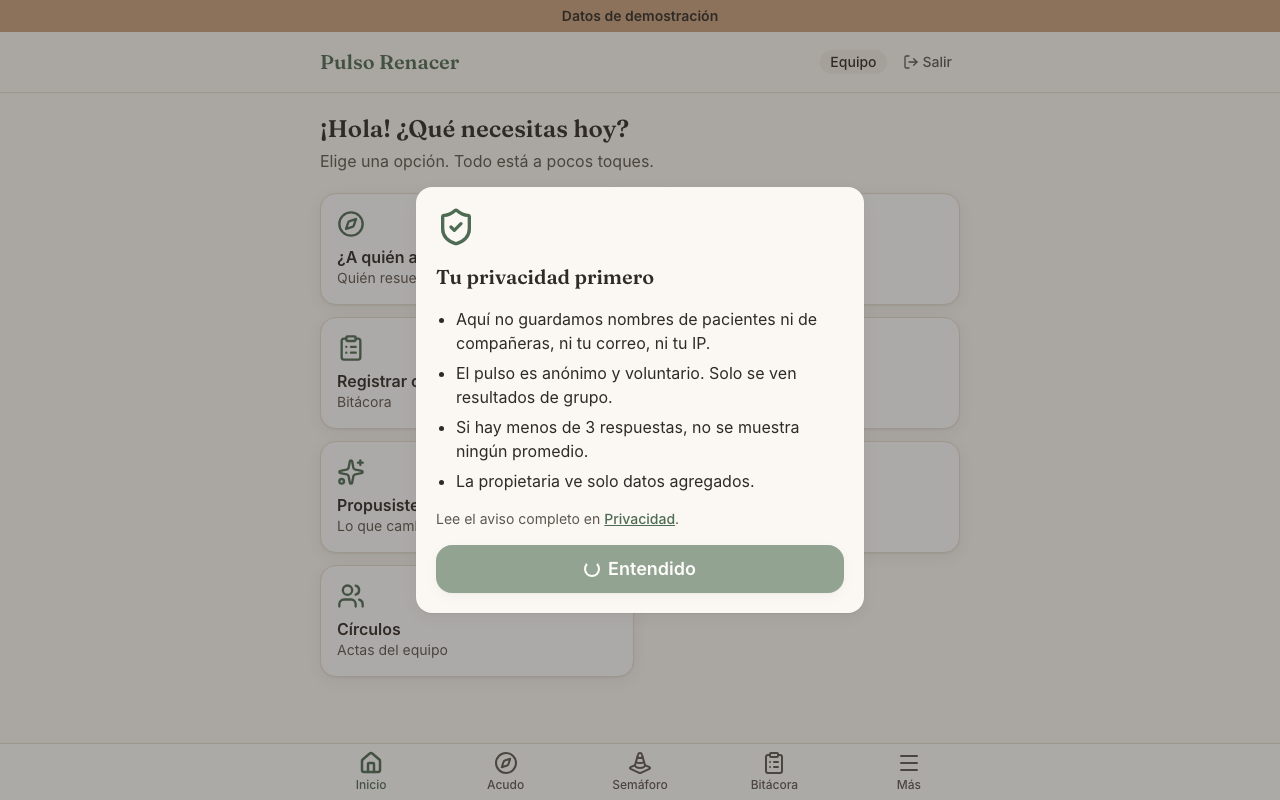 Datos de demostración
Pulso Renacer
Equipo
Salir
¡Hola! ¿Qué necesitas hoy?
Elige una opción. Todo está a pocos toques.
¿A quién a
Quién resue
Registrar
Bitácora
Propusiste
Lo que cam
Círculos
Actas del equipo
Tu privacidad primero
• Aquí no guardamos nombres de pacientes ni de
compañeras, ni tu correo, ni tu IP.
• El pulso es anónimo y voluntario. Solo se ven
resultados de grupo.
• Si hay menos de 3 respuestas, no se muestra
ningún promedio.
• La propietaria ve solo datos agregados.
Lee el aviso completo en Privacidad.
Entendido
Inicio
Acudo
Semáforo
Bitácora
Más